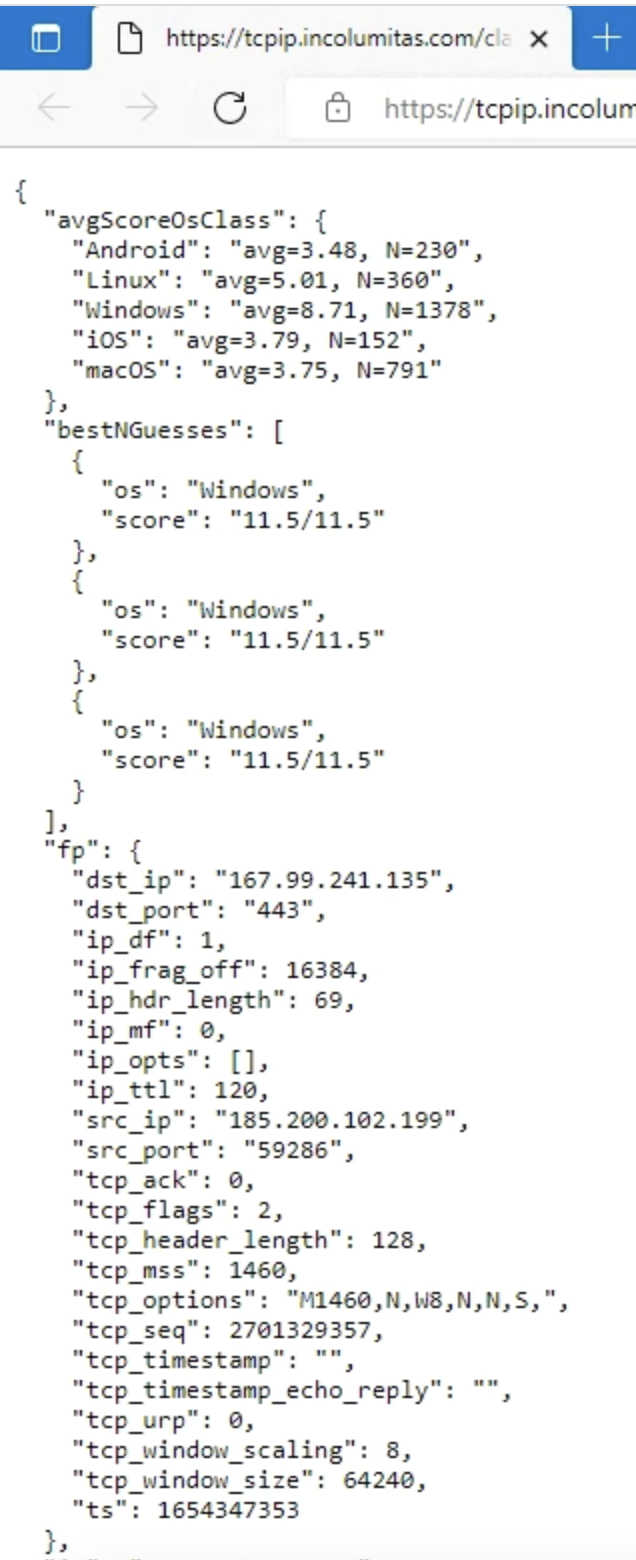 https://tcpip.incolumitas.com/cla
https://tcpip.incolum
{
"avgScoreOsClass": {
"Android": "avg=3.48, N=230",
"Linux": "avg=5.01, N=360",
"Windows": "avg=8.71, N=1378",
"iOS": "avg=3.79, N=152",
"macOS": "avg=3.75, N=791"
},
"bestNGuesses": [
{
"os": "Windows",
"score": "11.5/11.5"
},
{
"os": "Windows",
"score": "11.5/11.5"
},
{
"os": "Windows",
"score": "11.5/11.5"
}
],
"fp": {
"dst_ip": "167.99.241.135",
"dst_port": "443",
"ip_df": 1,
"ip_frag_off": 16384,
"ip_hdr_length": 69,
"ip_mf": 0,
"ip_opts": [],
"ip_ttl": 120,
"src_ip": "185.200.102.199",
"src_port": "59286",
"tcp_ack": 0,
"tcp_flags": 2,
"tcp_header_length": 128,
"tcp_mss": 1460,
"tcp_options": "M1460,N,W8,N,N,S,",
"tcp_seq": 2701329357,
"tcp_timestamp": "",
"tcp_timestamp_echo_reply": "",
"tcp_urp": 0,
"tcp_window_scaling": 8,
"tcp_window_size": 64240,
"ts": 1654347353
},